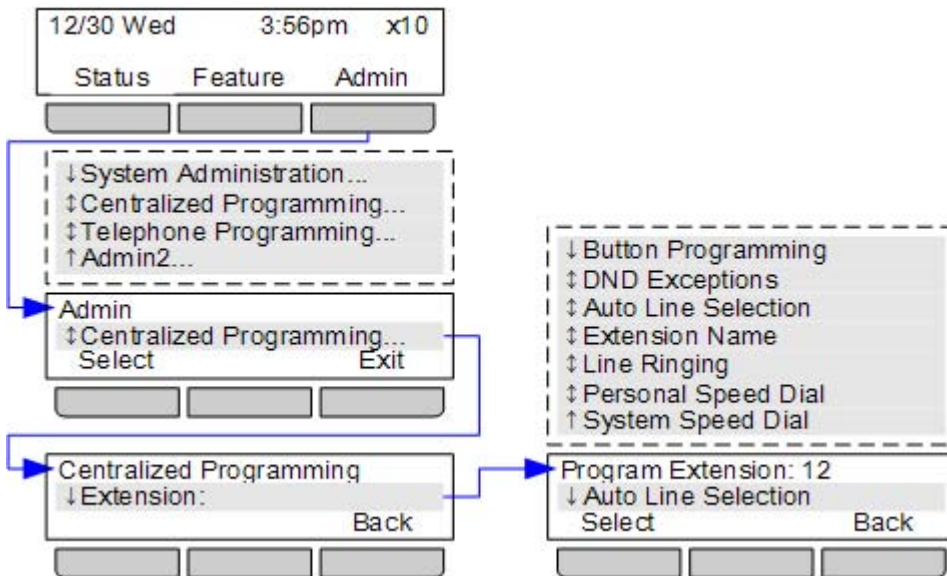 12/30 Wed 3:56pm x10
Status Feature Admin
↓System Administration...
↕Centralized Programming...
↕Telephone Programming...
↑Admin2...
Admin
↕Centralized Programming...
Select Exit
Centralized Programming
↓Extension:
Back
↓Button Programming
↕DND Exceptions
↕Auto Line Selection
↕Extension Name
↕Line Ringing
↕Personal Speed Dial
↑System Speed Dial
Program Extension: 12
↓Auto Line Selection
Select Back